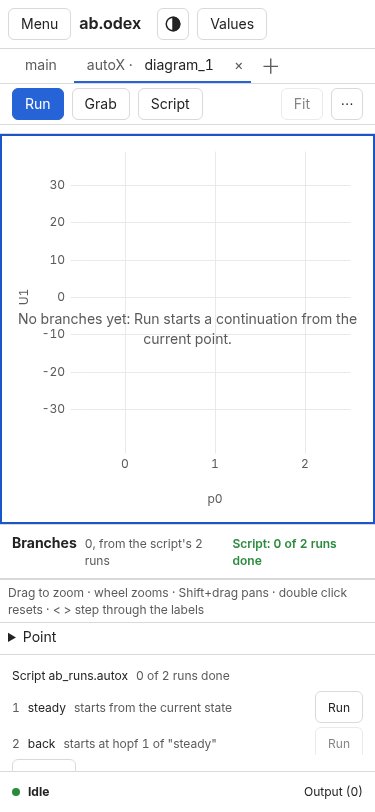 Menu ab.odex Values
main autoX · diagram_1 × +
Run Grab Script Fit ...
30
20
10
0
-10
-20
-30
U1
No branches yet: Run starts a continuation from the
current point.
0 1 2
p0
Branches 0, from the script's 2
runs
Script: 0 of 2 runs
done
Drag to zoom · wheel zooms · Shift+drag pans · double click
resets · < > step through the labels
▶ Point
Script ab_runs.autox 0 of 2 runs done
1 steady starts from the current state Run
2 back starts at hopf 1 of "steady" Run
Idle Output (0)